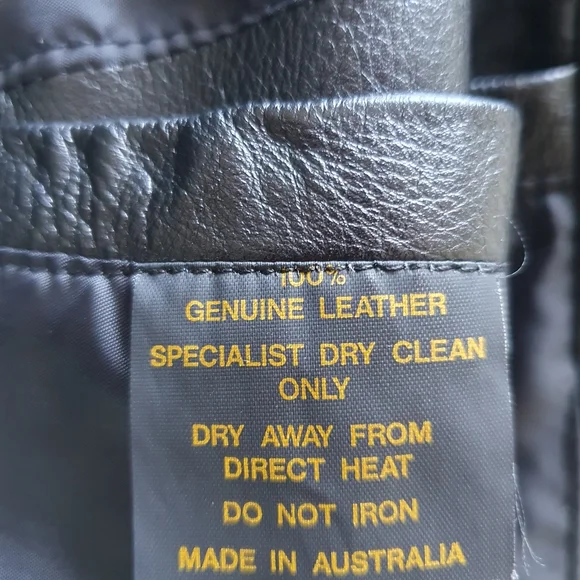 100%
GENUINE LEATHER
SPECIALIST DRY CLEAN
ONLY
DRY AWAY FROM
DIRECT HEAT
DO NOT IRON
MADE IN AUSTRALIA